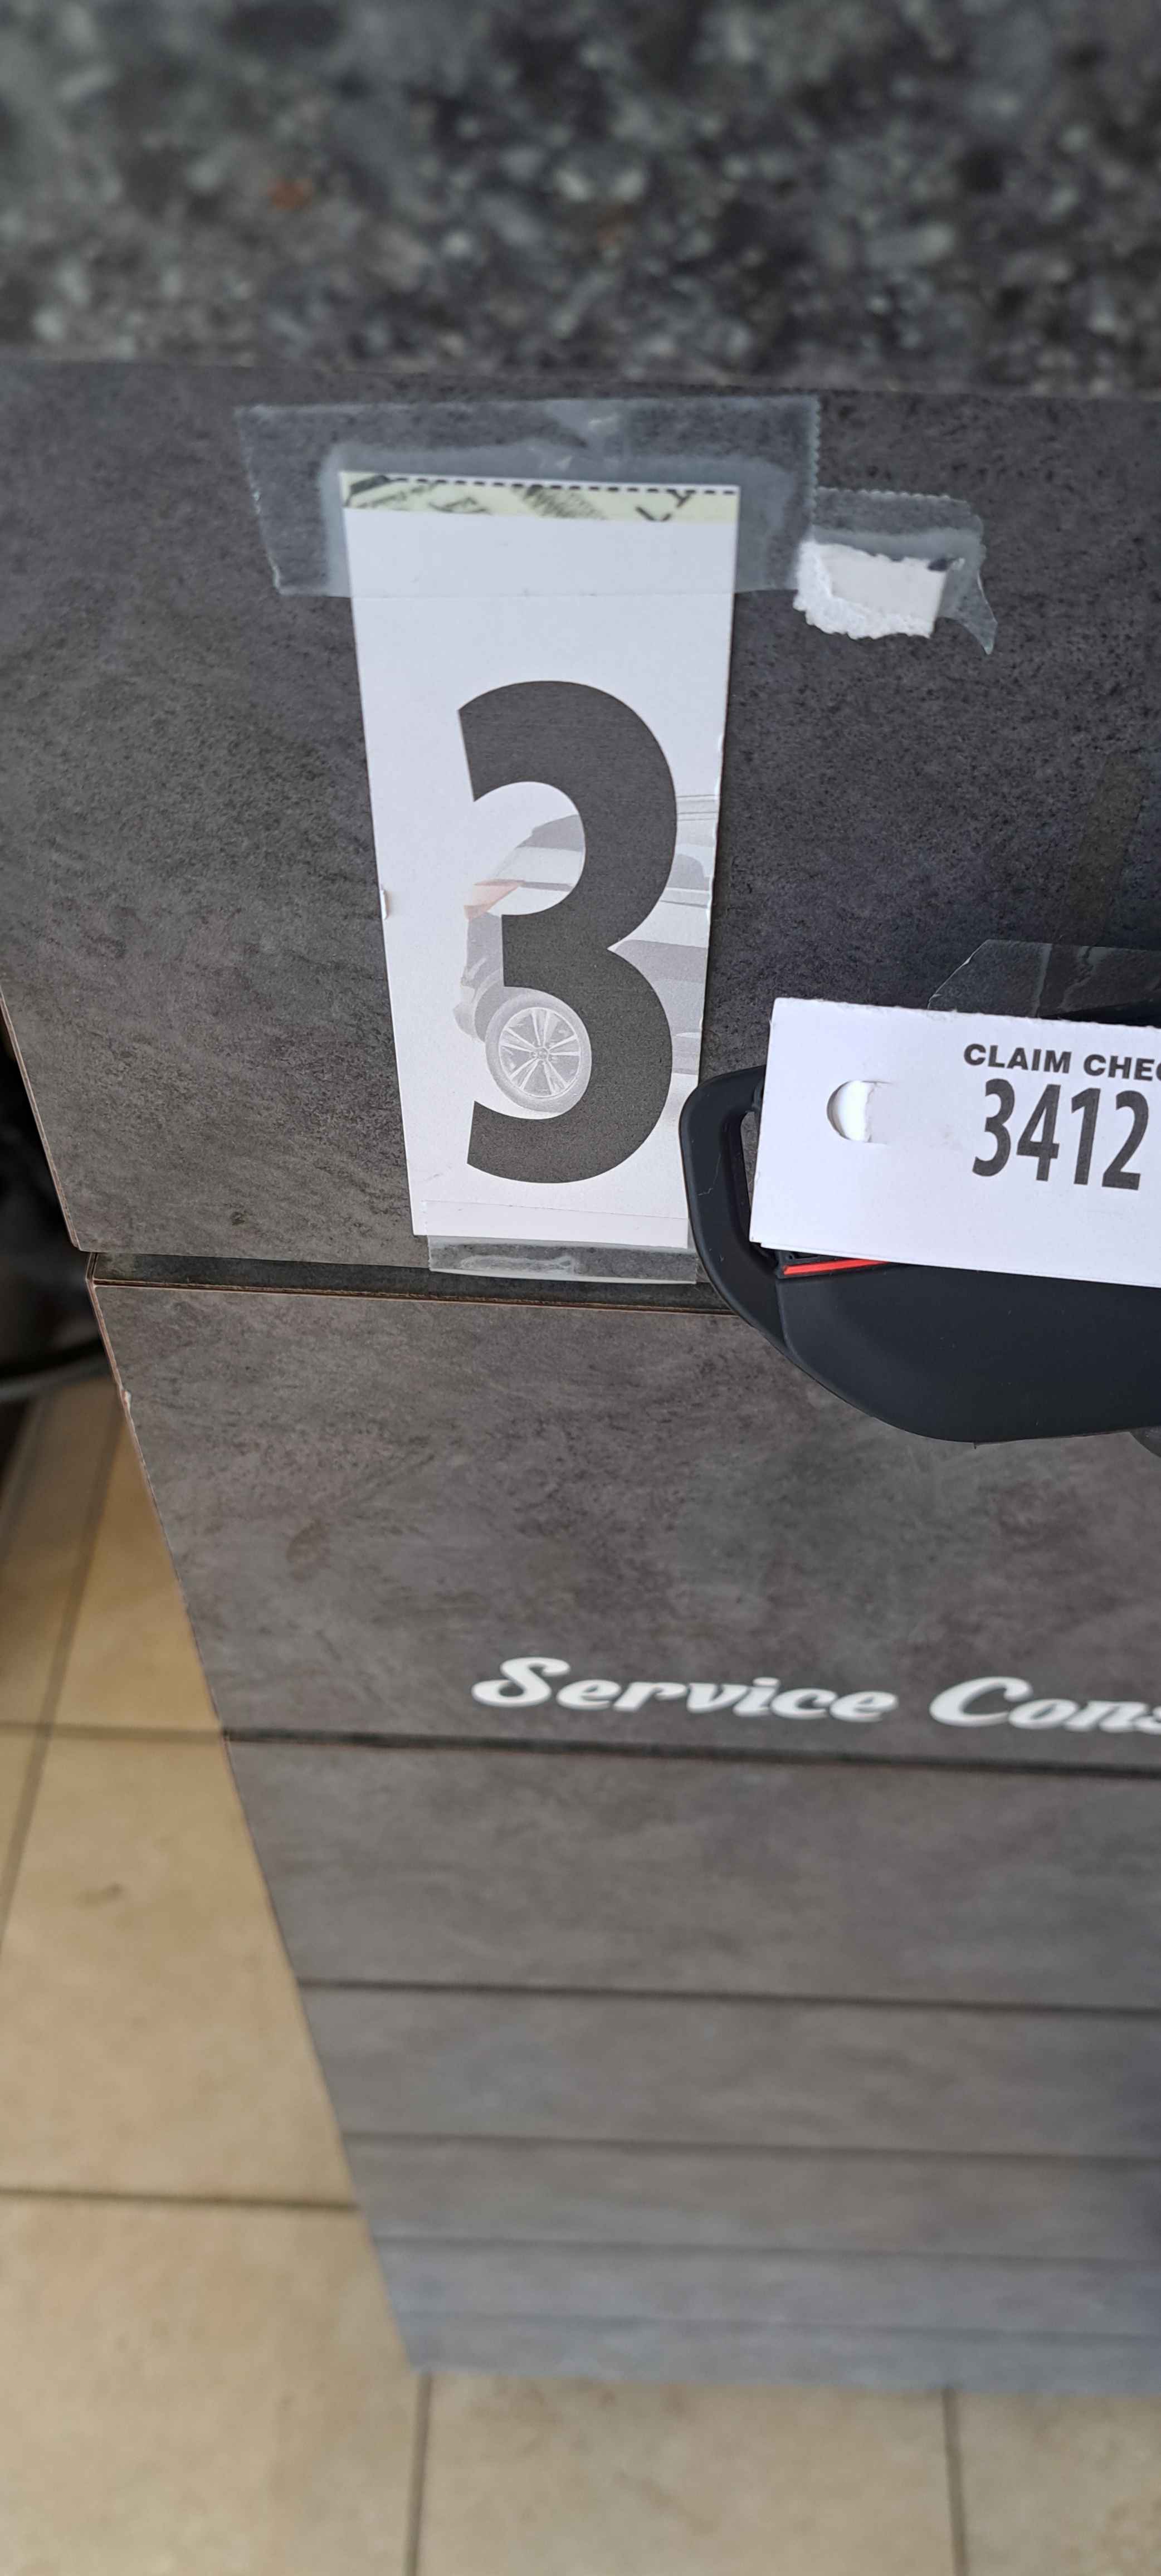 3
CLAIM CHEC
3412
Service Cons